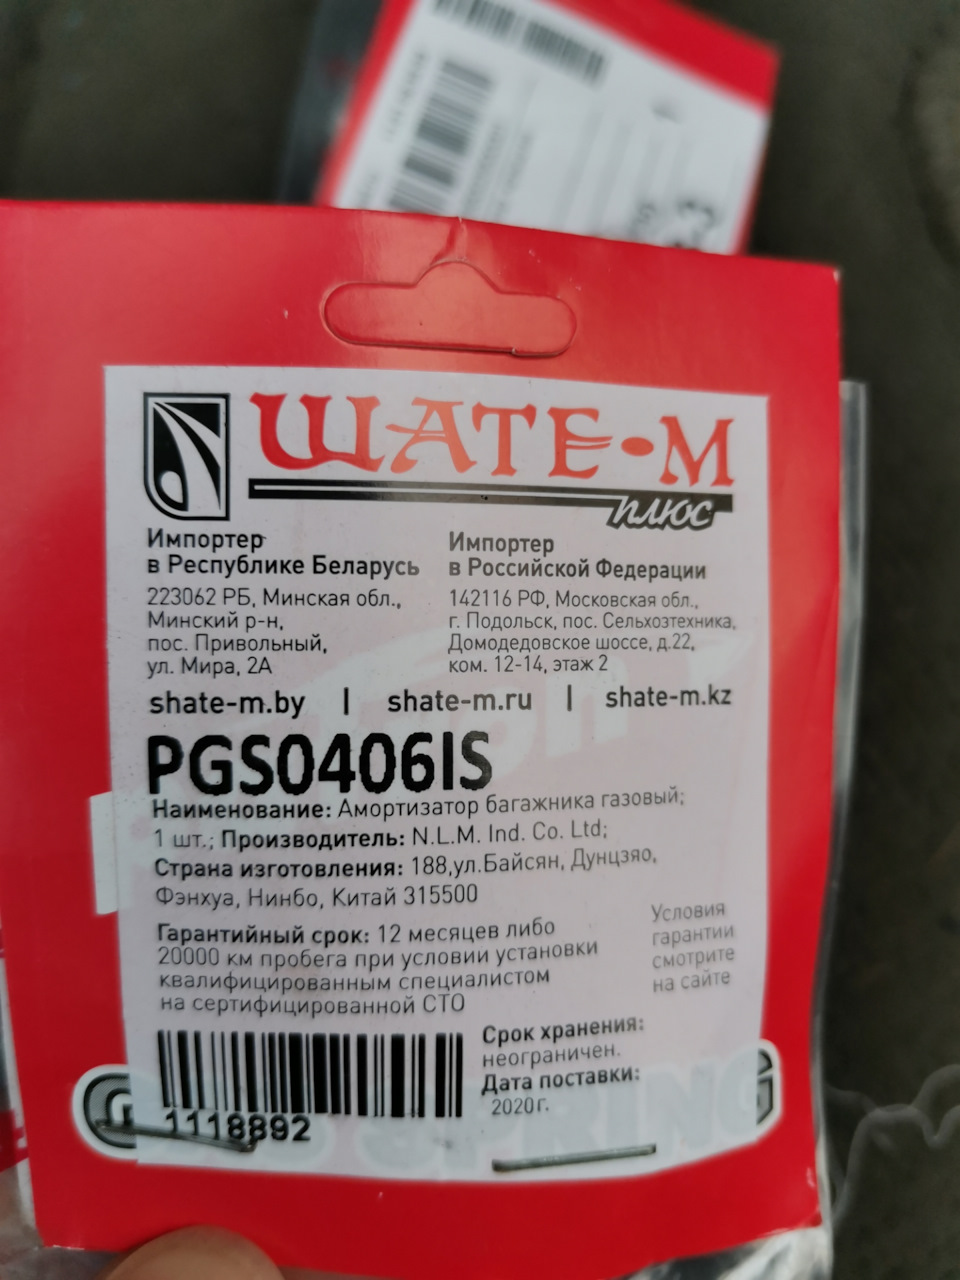 ШАТЕ-М
плюс
Импортер
в Республике Беларусь
223062 РБ, Минская обл.,
Минский р-н,
пос. Привольный,
ул. Мира, 2А
Импортер
в Российской Федерации
142116 РФ, Московская обл.,
г. Подольск, пос. Сельхозтехника,
Домодедовское шоссе, д.22,
ком. 12-14, этаж 2
shate-m.by | shate-m.ru | shate-m.kz
PGS0406IS
Наименование: Амортизатор багажника газовый;
1 шт.; Производитель: N.L.M. Ind. Co. Ltd;
Страна изготовления: 188,ул.Байсян, Дунцзяо,
Фэнхуа, Нинбо, Китай 315500
Гарантийный срок: 12 месяцев либо
20000 км пробега при условии установки
квалифицированным специалистом
на сертифицированной СТО
Условия
гарантии
смотрите
на сайте
Срок хранения:
неограничен.
Дата поставки:
2020г.
1118892